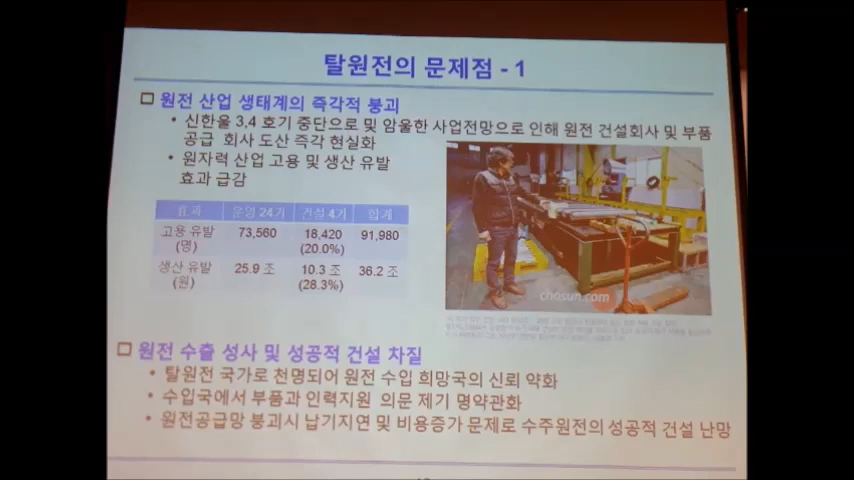 탈원전의 문제점 - 1
원전 산업 생태계의 즉각적 붕괴
• 신한울 3,4 호기 중단으로 및 암울한 사업전망으로 인해 원전 건설회사 및 부품
공급 회사 도산 즉각 현실화
• 원자력 산업 고용 및 생산 유발
효과 급감
효과 운영 24기 건설 4기 합계
고용 유발 (명) 73,560 18,420 (20.0%) 91,980
생산 유발 (원) 25.9 조 10.3 조 (28.3%) 36.2 조
chosun.com
원전 수출 성사 및 성공적 건설 차질
• 탈원전 국가로 천명되어 원전 수입 희망국의 신뢰 약화
• 수입국에서 부품과 인력지원 의문 제기 명약관화
• 원전공급망 붕괴시 납기지연 및 비용증가 문제로 수주원전의 성공적 건설 난망